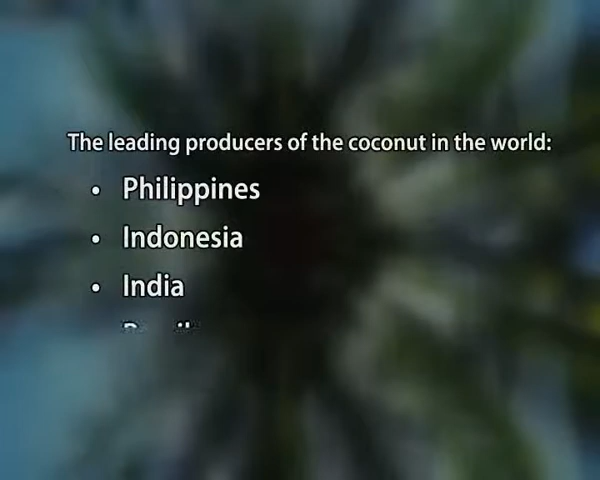 The leading producers of the coconut in the world:
• Philippines
• Indonesia
• India